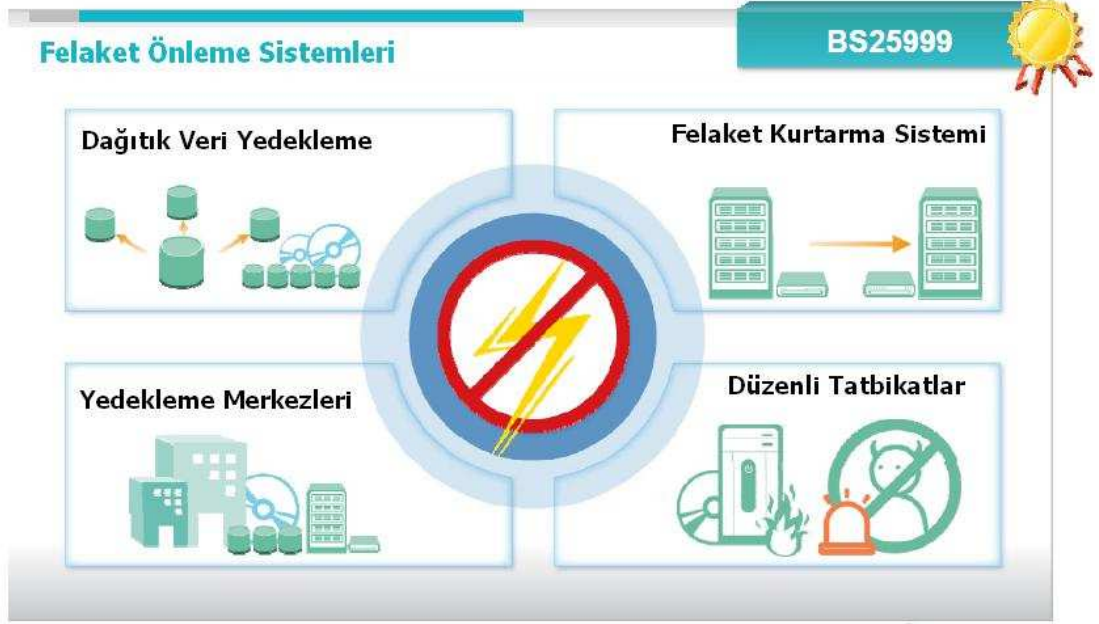 Felaket Önleme Sistemleri
BS25999
Dağıtık Veri Yedekleme
Felaket Kurtarma Sistemi
Yedekleme Merkezleri
Düzenli Tatbikatlar